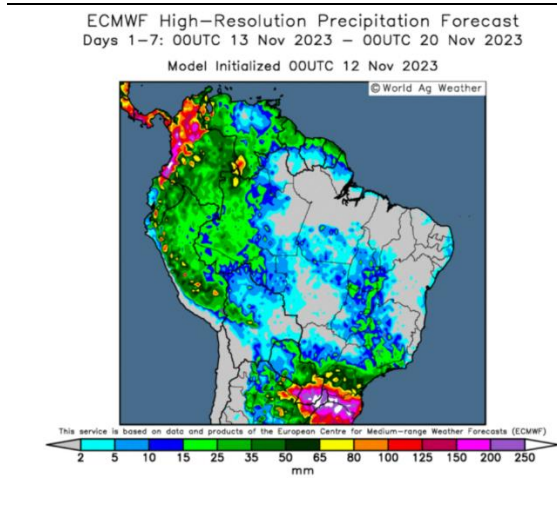 ECMWF High-Resolution Precipitation Forecast
Days 1-7: 00UTC 13 Nov 2023 - 00UTC 20 Nov 2023
Model Initialized 00UTC 12 Nov 2023
© World Ag Weather
This service is based on data and products of the European Centre for Medium-range Weather Forecasts (ECMWF)
2 5 10 15 25 35 50 65 80 100 125 150 200 250
mm